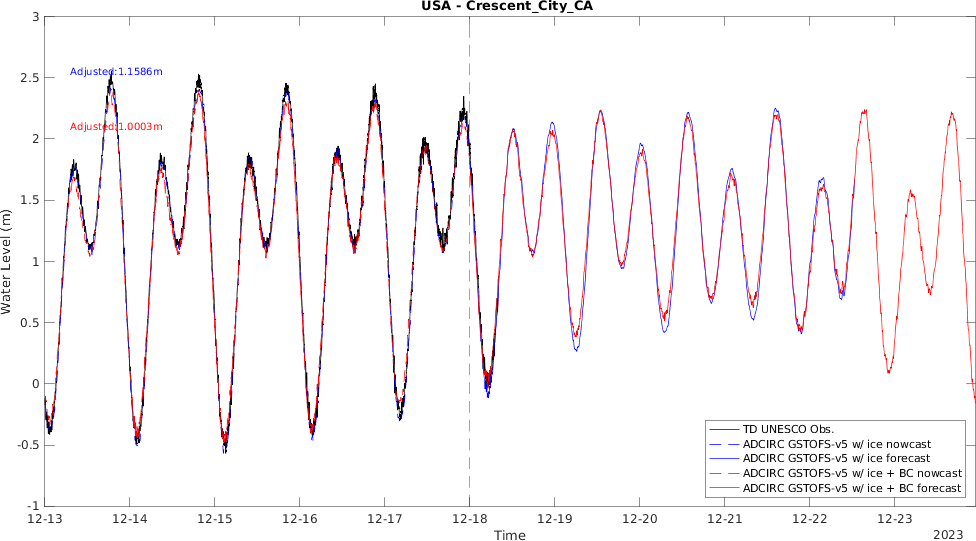 USA - Crescent_City_CA
3
2.5
2
1.5
1
0.5
0
-0.5
-1
Water Level (m)
Adjusted:1.1586m
Adjusted:1.0003m
TD UNESCO Obs.
ADCIRC GSTOFS-v5 w/ ice nowcast
ADCIRC GSTOFS-v5 w/ ice forecast
ADCIRC GSTOFS-v5 w/ ice + BC nowcast
ADCIRC GSTOFS-v5 w/ ice + BC forecast
12-13 12-14 12-15 12-16 12-17 12-18 12-19 12-20 12-21 12-22 12-23
Time
2023